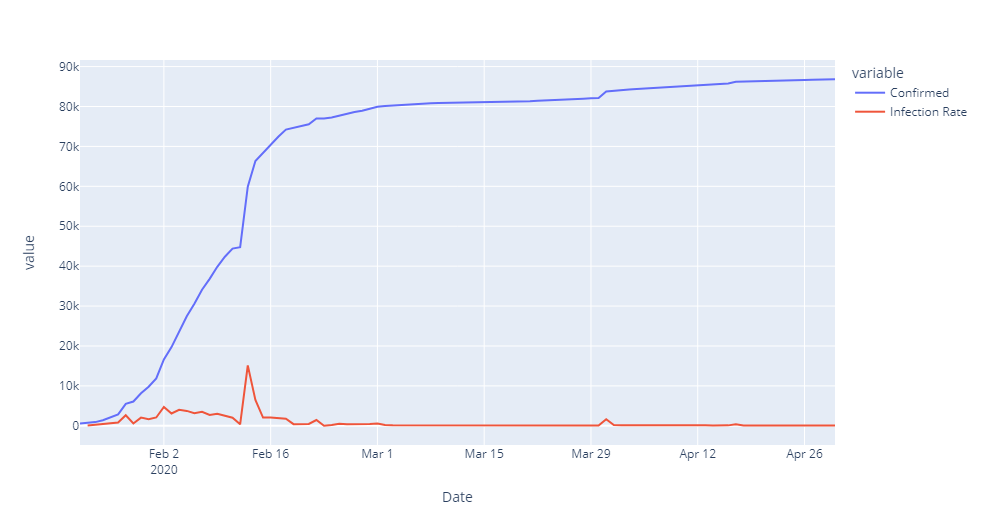 variable
Confirmed
Infection Rate
90k
80k
70k
60k
50k
40k
30k
20k
10k
0
value
Feb 2
2020
Feb 16
Mar 1
Mar 15
Mar 29
Apr 12
Apr 26
Date